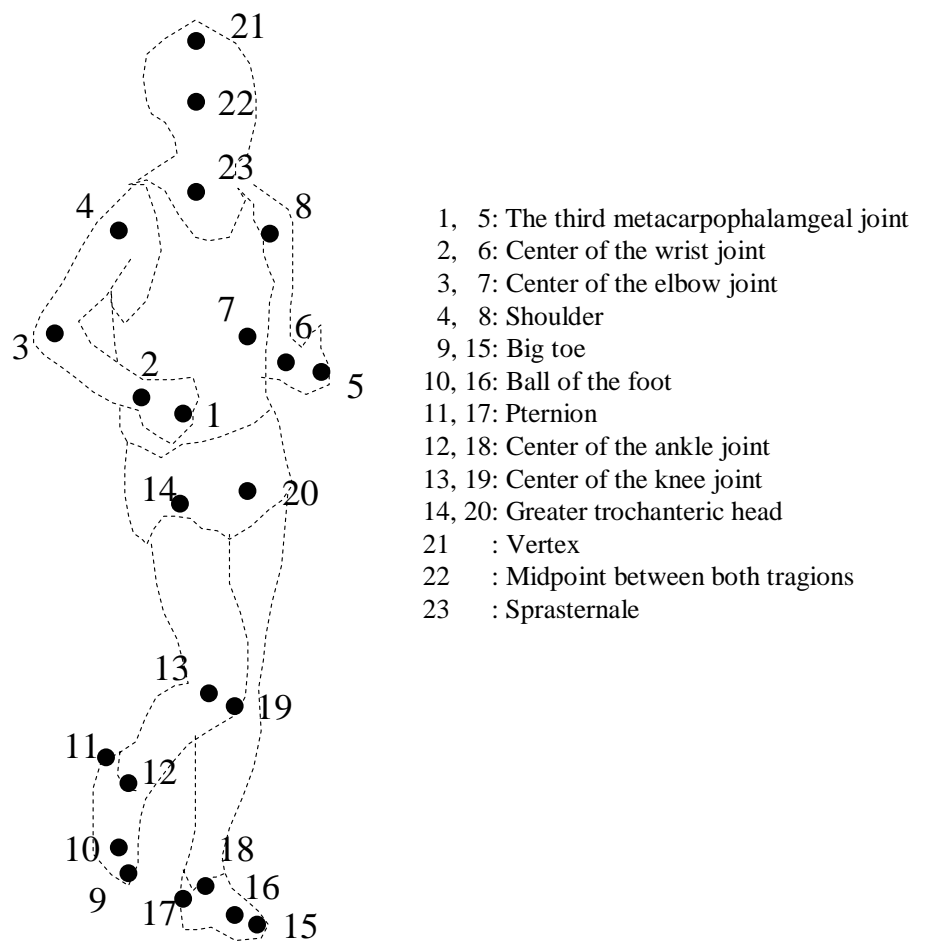 21
22
23
4
8
7
6
3
2
5
1
14
20
13
19
11
12
10
18
9
16
17
15
1, 5: The third metacarpophalamgeal joint
2, 6: Center of the wrist joint
3, 7: Center of the elbow joint
4, 8: Shoulder
9, 15: Big toe
10, 16: Ball of the foot
11, 17: Pternion
12, 18: Center of the ankle joint
13, 19: Center of the knee joint
14, 20: Greater trochanteric head
21 : Vertex
22 : Midpoint between both tragions
23 : Sprasternale